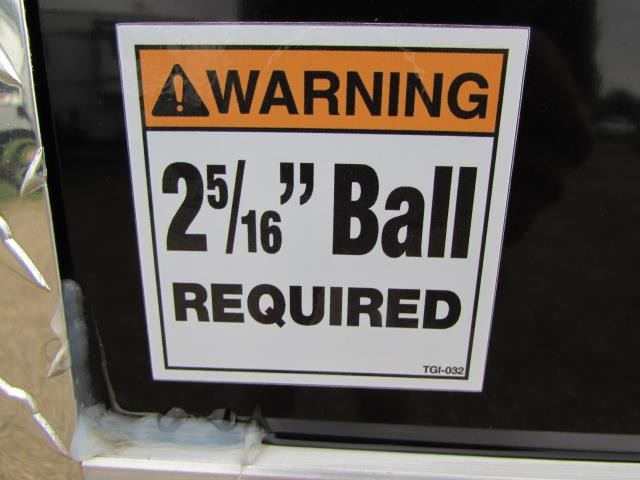 WARNING
2 5/16" Ball
REQUIRED
TGI-032